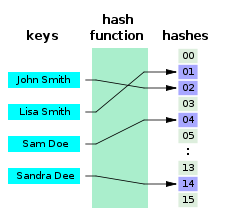 hash
keys function hashes
00
John Smith 01
02
Lisa Smith 03
04
Sam Doe 05
:
13
Sandra Dee 14
15